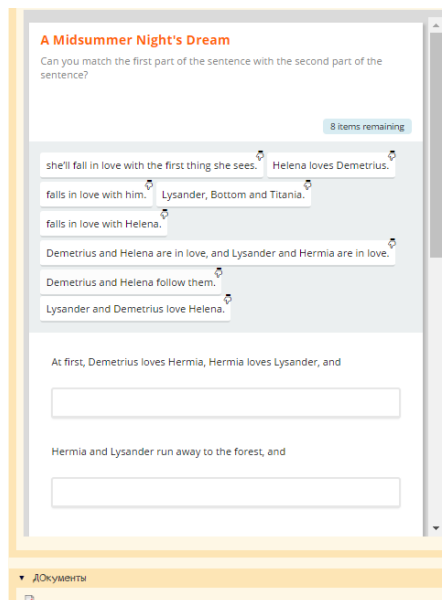 A Midsummer Night's Dream
Can you match the first part of the sentence with the second part of the
sentence?
8 items remaining
she'll fall in love with the first thing she sees. Helena loves Demetrius.
falls in love with him. Lysander, Bottom and Titania.
falls in love with Helena.
Demetrius and Helena are in love, and Lysander and Hermia are in love.
Demetrius and Helena follow them.
Lysander and Demetrius love Helena.
At first, Demetrius loves Hermia, Hermia loves Lysander, and
Hermia and Lysander run away to the forest, and
ДОкументы